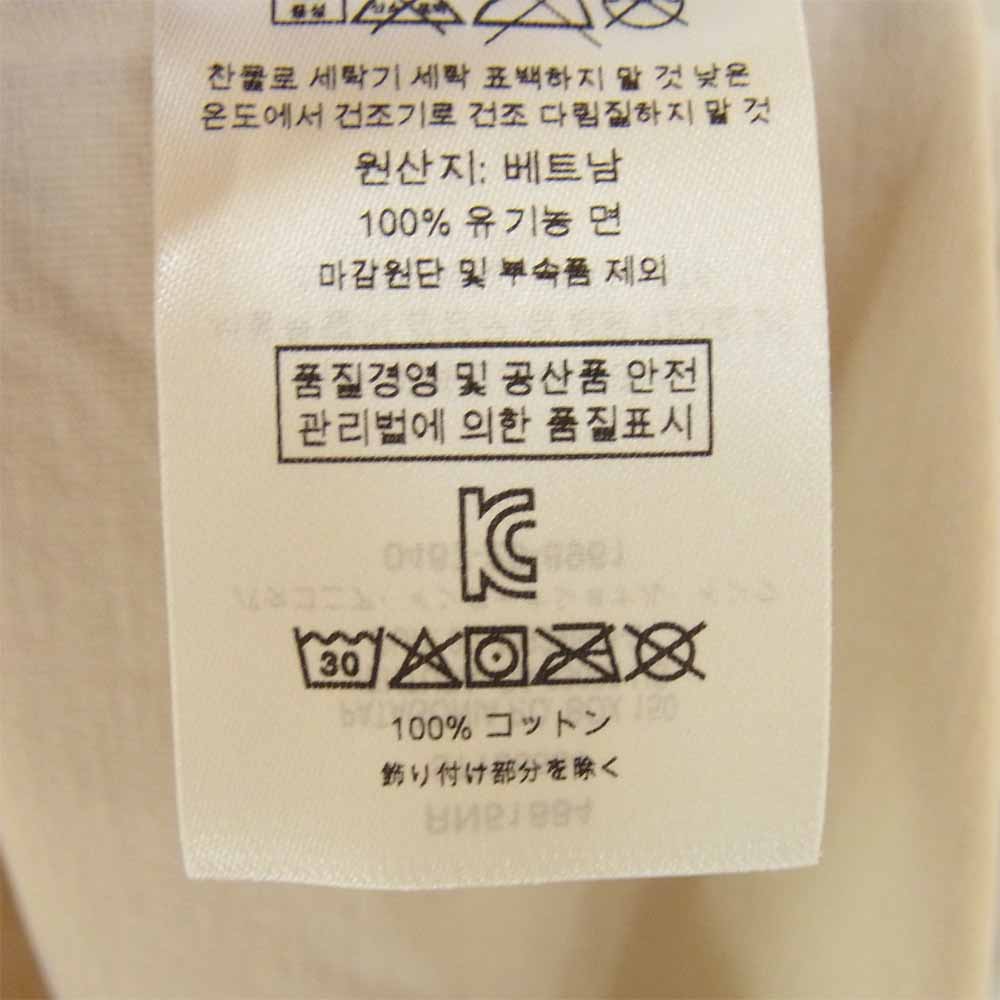 찬물로 세탁기 세탁 표백하지 말 것 낮은
온도에서 건조기로 건조 다림질하지 말 것
원산지: 베트남
100% 유기농 면
마감원단 및 부속품 제외
품질경영 및 공산품 안전
관리법에 의한 품질표시
KC
30
100% コットン
飾り付け部分を除く
RN51884